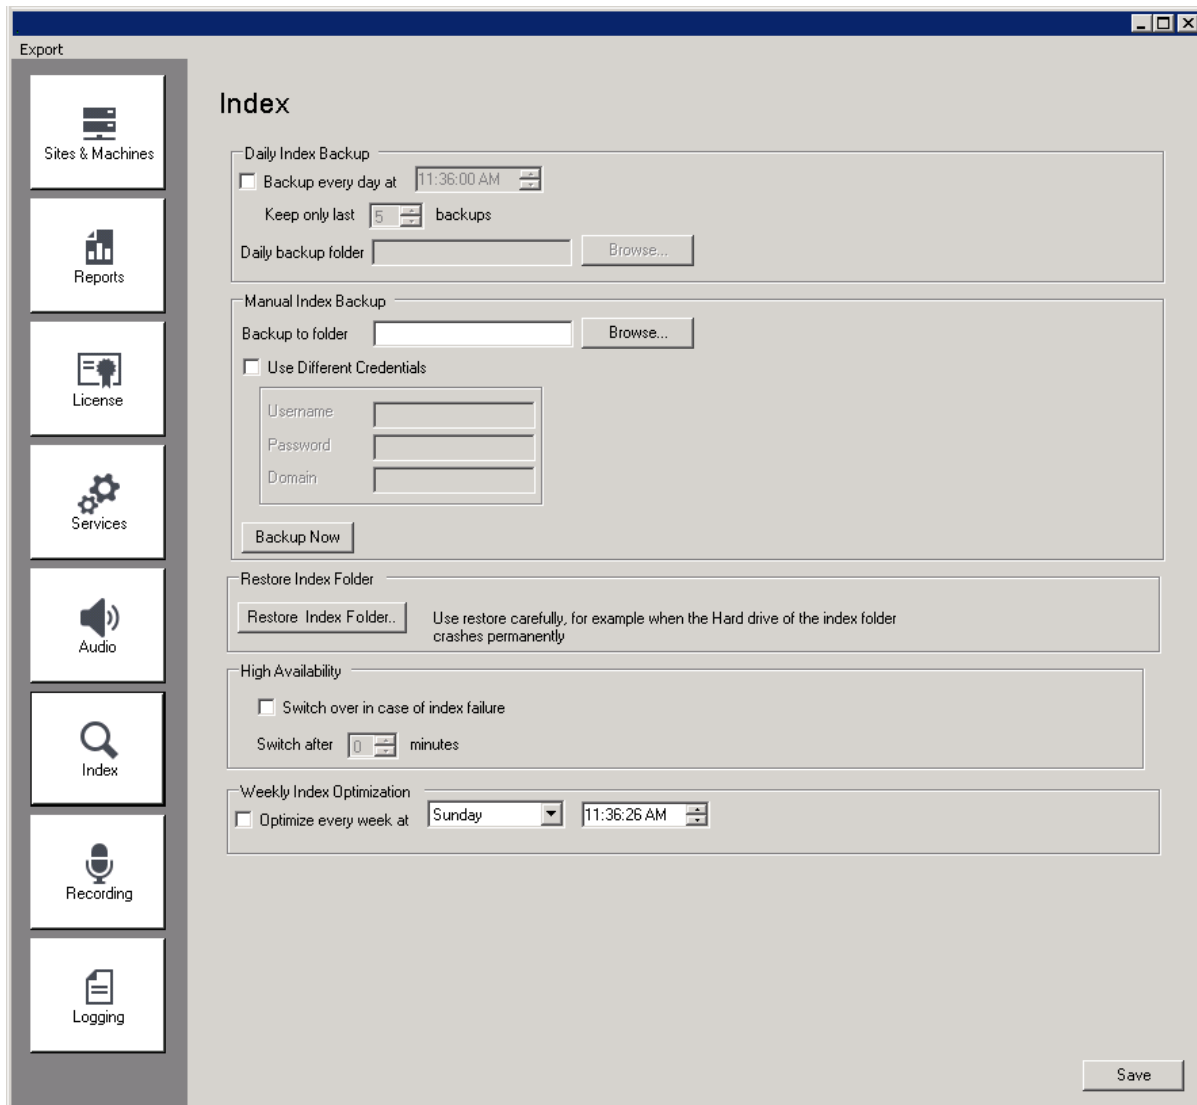 Export
Sites & Machines
Reports
License
Services
Audio
Index
Recording
Logging
Index
Daily Index Backup
Backup every day at 11:36:00 AM
Keep only last 5 backups
Daily backup folder Browse...
Manual Index Backup
Backup to folder Browse...
Use Different Credentials
Username
Password
Domain
Backup Now
Restore Index Folder
Restore Index Folder.. Use restore carefully, for example when the Hard drive of the index folder
crashes permanently
High Availability
Switch over in case of index failure
Switch after 0 minutes
Weekly Index Optimization
Optimize every week at Sunday 11:36:26 AM
Save